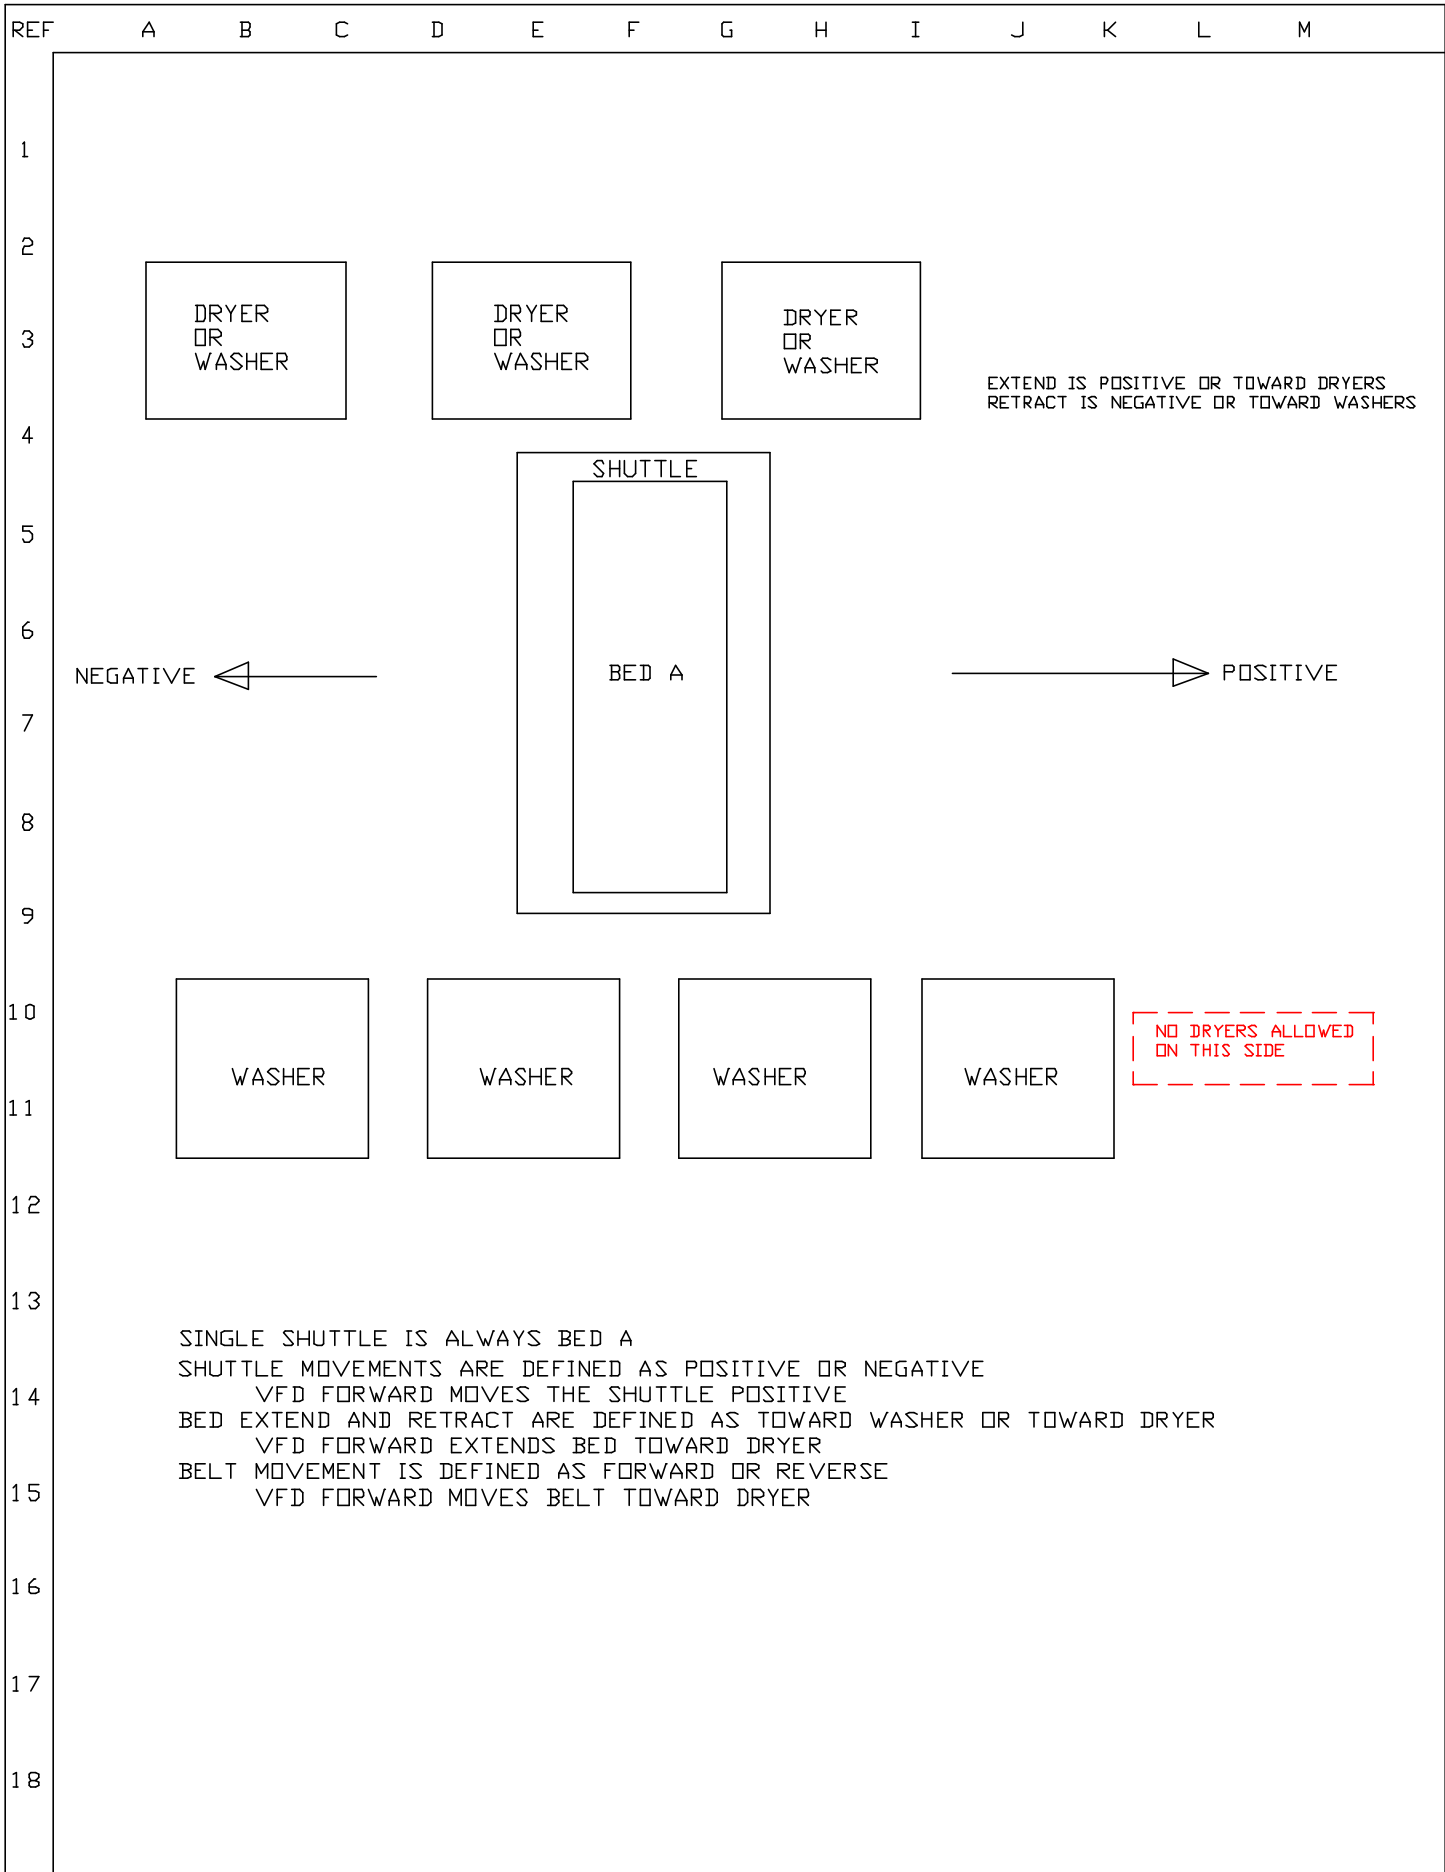 REF A B C D E F G H I J K L M
1
2
DRYER
OR
WASHER
DRYER
OR
WASHER
DRYER
OR
WASHER
3
EXTEND IS POSITIVE OR TOWARD DRYERS
RETRACT IS NEGATIVE OR TOWARD WASHERS
4
SHUTTLE
5
6
NEGATIVE
BED A
POSITIVE
7
8
9
10
NO DRYERS ALLOWED
ON THIS SIDE
WASHER WASHER WASHER WASHER
11
12
13
SINGLE SHUTTLE IS ALWAYS BED A
SHUTTLE MOVEMENTS ARE DEFINED AS POSITIVE OR NEGATIVE
14
VFD FORWARD MOVES THE SHUTTLE POSITIVE
BED EXTEND AND RETRACT ARE DEFINED AS TOWARD WASHER OR TOWARD DRYER
VFD FORWARD EXTENDS BED TOWARD DRYER
BELT MOVEMENT IS DEFINED AS FORWARD OR REVERSE
15
VFD FORWARD MOVES BELT TOWARD DRYER
16
17
18